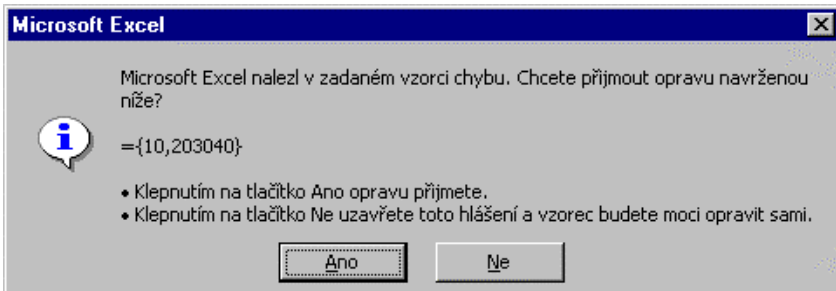 Microsoft Excel
Microsoft Excel nalezl v zadaném vzorci chybu. Chcete přijmout opravu navrženou
níže?
={10,203040}
• Klepnutím na tlačítko Ano opravu přijmete.
• Klepnutím na tlačítko Ne uzavřete toto hlášení a vzorec budete moci opravit sami.
Ano Ne